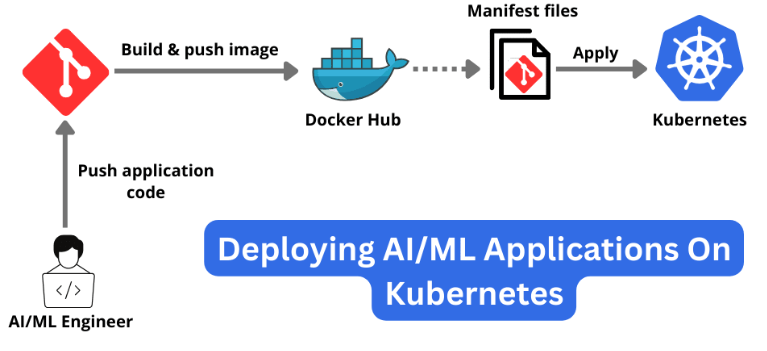 Manifest files
Build & push image
Apply
Docker Hub
Kubernetes
Push application
code
</>
AI/ML Engineer
Deploying AI/ML Applications On
Kubernetes